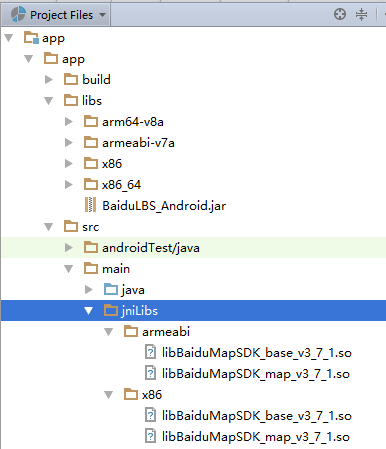 Project Files
app
app
build
libs
arm64-v8a
armeabi-v7a
x86
x86_64
BaiduLBS_Android.jar
src
androidTest/java
main
java
jniLibs
armeabi
libBaiduMapSDK_base_v3_7_1.so
libBaiduMapSDK_map_v3_7_1.so
x86
libBaiduMapSDK_base_v3_7_1.so
libBaiduMapSDK_map_v3_7_1.so